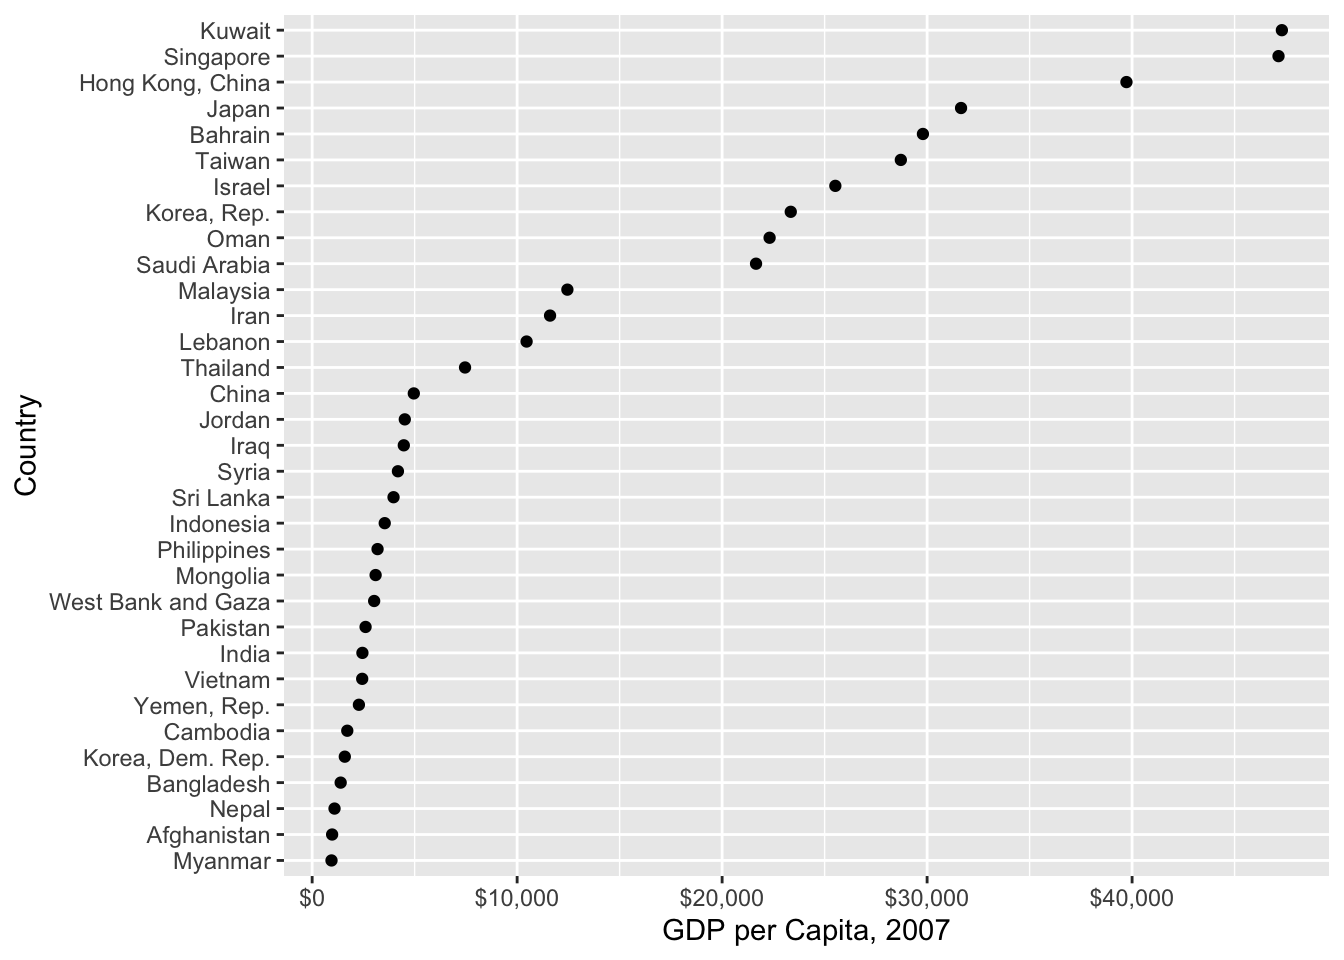 Kuwait
Singapore
Hong Kong, China
Japan
Bahrain
Taiwan
Israel
Korea, Rep.
Oman
Saudi Arabia
Malaysia
Iran
Lebanon
Thailand
China
Jordan
Iraq
Syria
Sri Lanka
Indonesia
Philippines
Mongolia
West Bank and Gaza
Pakistan
India
Vietnam
Yemen, Rep.
Cambodia
Korea, Dem. Rep.
Bangladesh
Nepal
Afghanistan
Myanmar
Country
$0 $10,000 $20,000 $30,000 $40,000
GDP per Capita, 2007